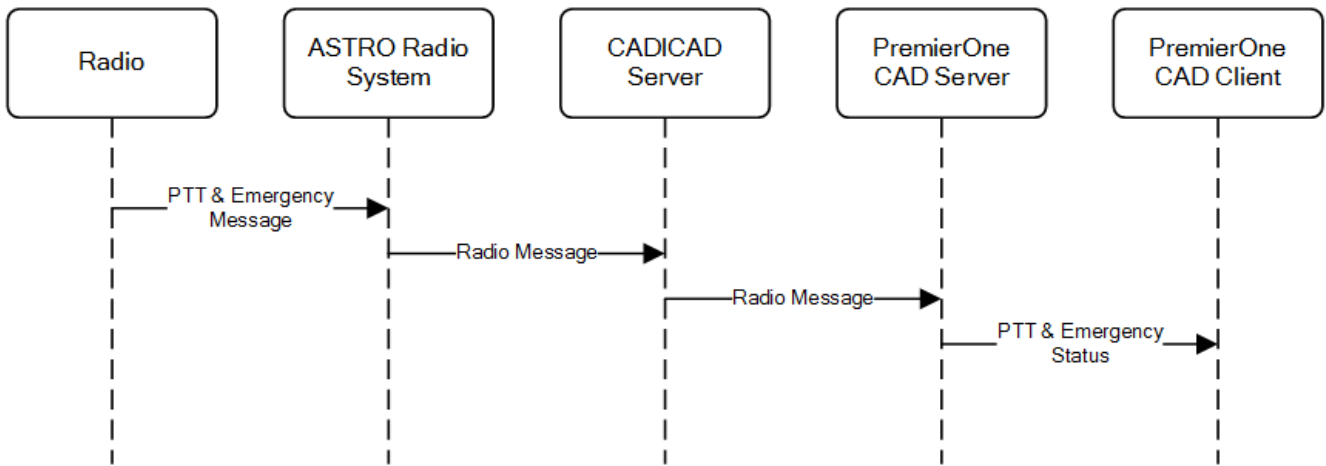 Radio
ASTRO Radio
System
CADICAD
Server
PremierOne
CAD Server
PremierOne
CAD Client
PTT & Emergency
Message
Radio Message
Radio Message
PTT & Emergency
Status